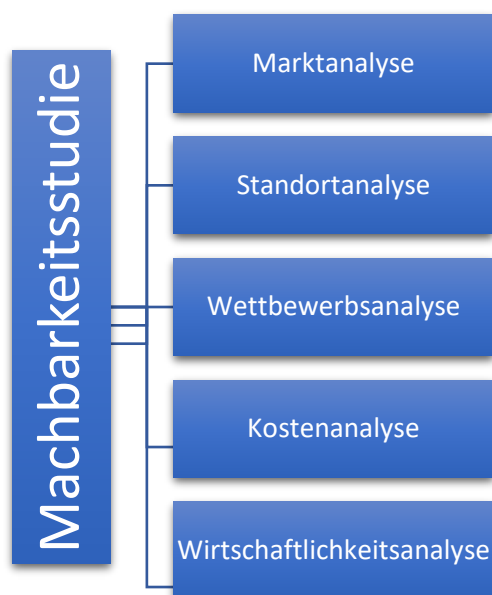 Machbarkeitsstudie
Marktanalyse
Standortanalyse
Wettbewerbsanalyse
Kostenanalyse
Wirtschaftlichkeitsanalyse